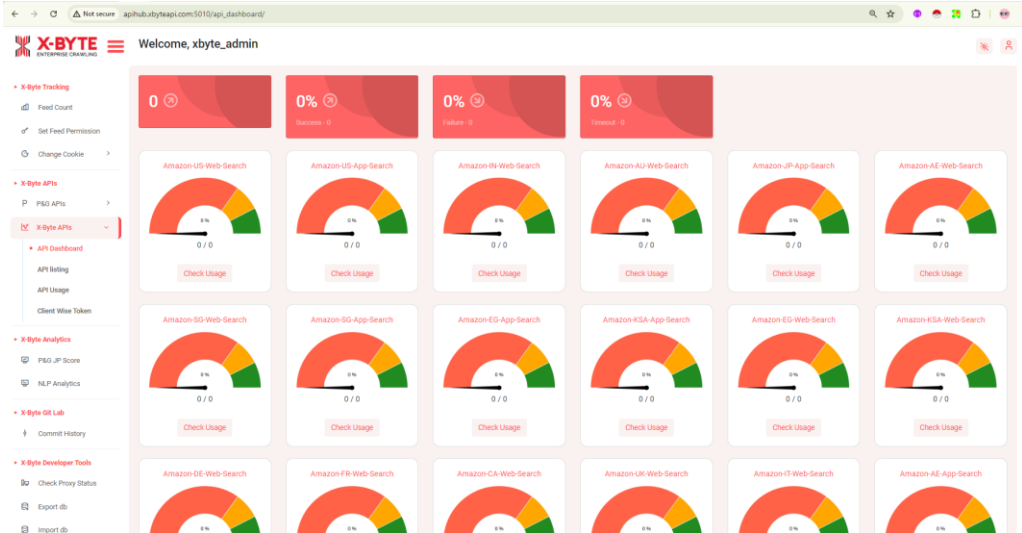 Not secure apihub.xbyteapi.com:5010/api_dashboard/
X-BYTE
ENTERPRISE CRAWLING
Welcome, xbyte_admin
X-Byte Tracking
Feed Count
Set Feed Permission
Change Cookie
X-Byte APIs
P&G APIs
X-Byte APIs
API Dashboard
API listing
API Usage
Client Wise Token
X-Byte Analytics
P&G JP Score
NLP Analytics
X-Byte Git Lab
Commit History
X-Byte Developer Tools
Check Proxy Status
Export db
Import db
0
0%
Success - 0
0%
Failure - 0
0%
Timeout - 0
Amazon-US-Web-Search
0 %
0 / 0
Check Usage
Amazon-US-App-Search
0 %
0 / 0
Check Usage
Amazon-IN-Web-Search
0 %
0 / 0
Check Usage
Amazon-AU-Web-Search
0 %
0 / 0
Check Usage
Amazon-JP-App-Search
0 %
0 / 0
Check Usage
Amazon-AE-Web-Search
0 %
0 / 0
Check Usage
Amazon-SG-Web-Search
0 %
0 / 0
Check Usage
Amazon-SG-App-Search
0 %
0 / 0
Check Usage
Amazon-EG-App-Search
0 %
0 / 0
Check Usage
Amazon-KSA-App-Search
0 %
0 / 0
Check Usage
Amazon-EG-Web-Search
0 %
0 / 0
Check Usage
Amazon-KSA-Web-Search
0 %
0 / 0
Check Usage
Amazon-DE-Web-Search
0 %
Amazon-FR-Web-Search
0 %
Amazon-CA-Web-Search
0 %
Amazon-UK-Web-Search
0 %
Amazon-IT-Web-Search
0 %
Amazon-AE-App-Search
0 %